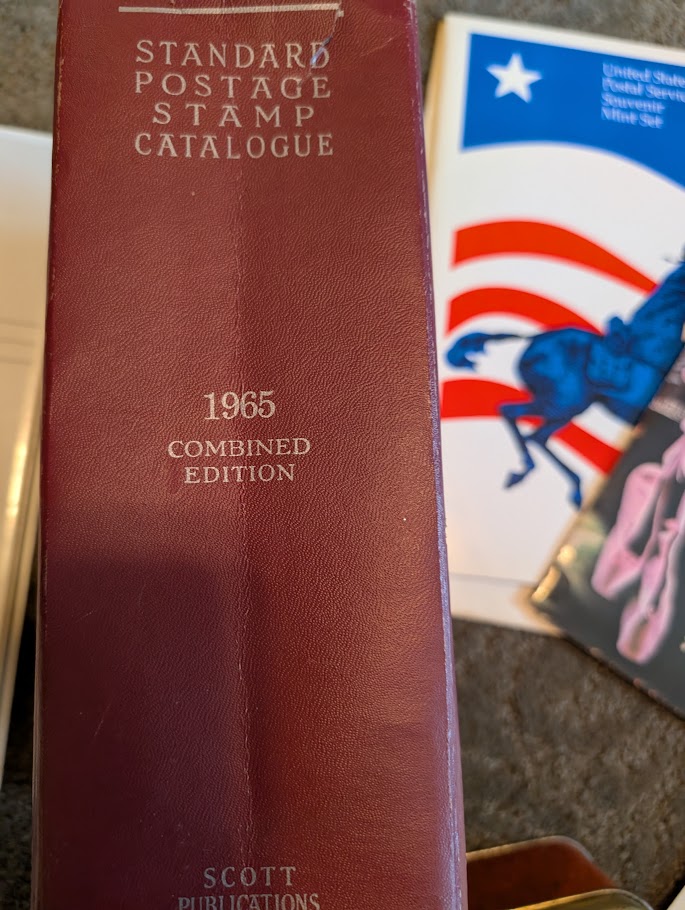 STANDARD
POSTAGE
STAMP
CATALOGUE
1965
COMBINED
EDITION
SCOTT
PUBLICATIONS
United States
Postal Service
Souvenir
Mint Set